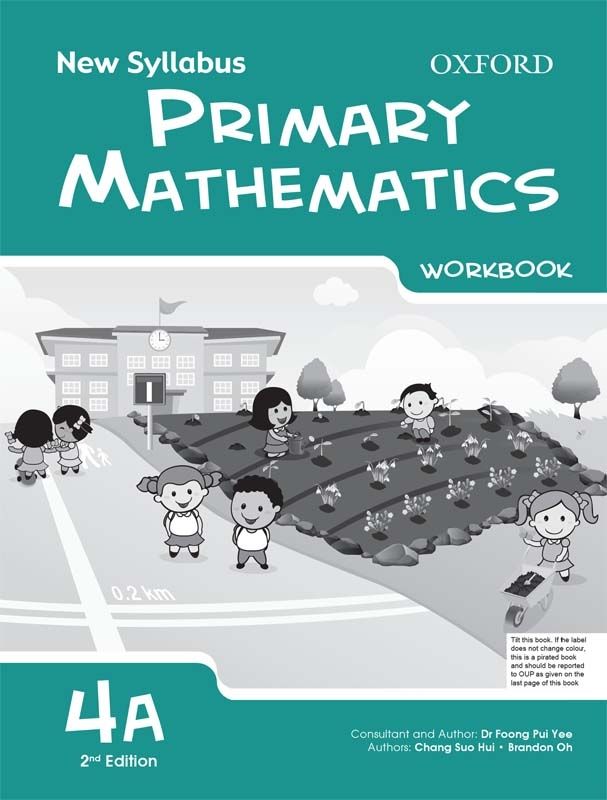 New Syllabus
OXFORD
PRIMARY
MATHEMATICS
WORKBOOK
0.2 km
Tilt this book. If the label
does not change colour,
this is a pirated book
and should be reported
to OUP as given on the
last page of this book
4A
2nd Edition
Consultant and Author: Dr Foong Pui Yee
Authors: Chang Suo Hui • Brandon Oh